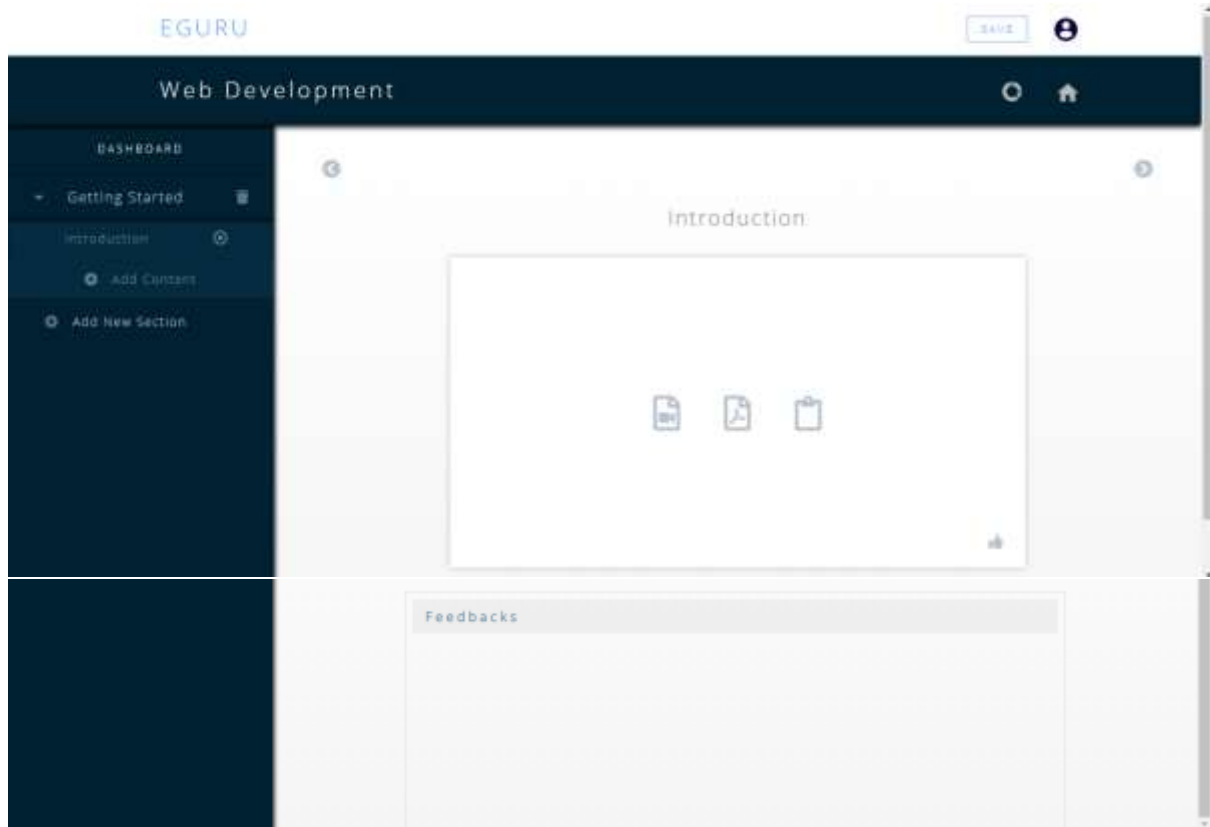 EGURU
SAVE
Web Development
DASHBOARD
Getting Started
Introduction
Add Content
Add New Section
Introduction
Feedbacks